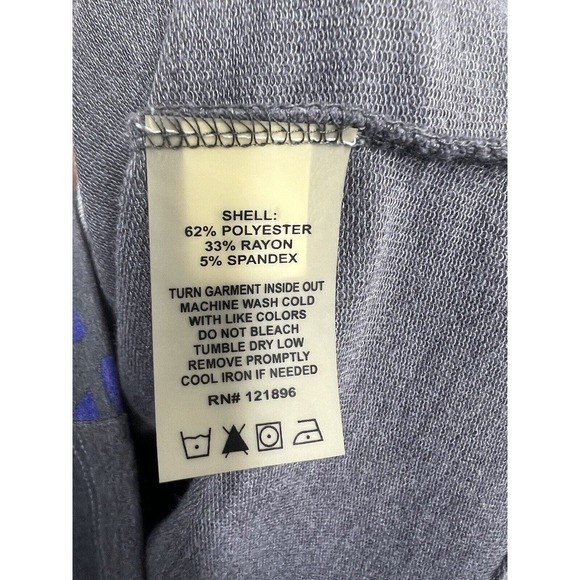 SHELL:
62% POLYESTER
33% RAYON
5% SPANDEX
TURN GARMENT INSIDE OUT
MACHINE WASH COLD
WITH LIKE COLORS
DO NOT BLEACH
TUMBLE DRY LOW
REMOVE PROMPTLY
COOL IRON IF NEEDED
RN# 121896